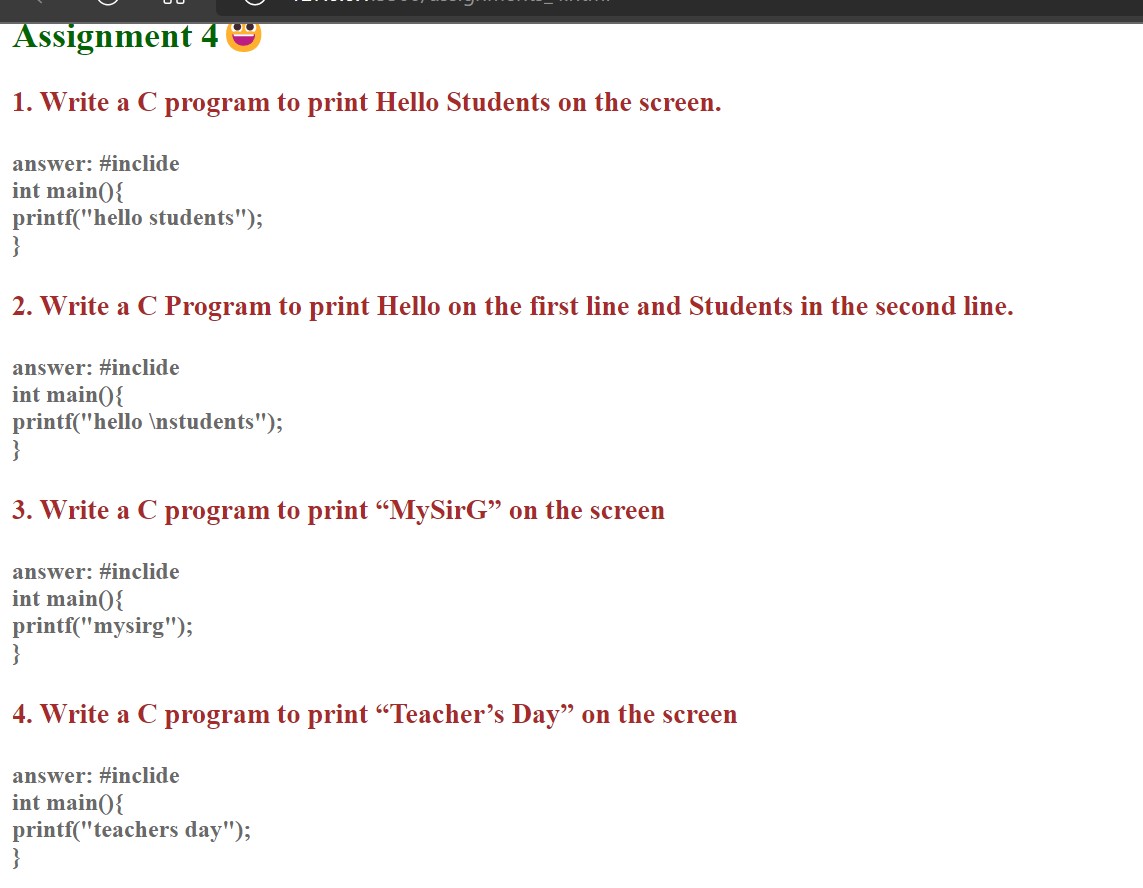 Assignment 4
1. Write a C program to print Hello Students on the screen.
answer: #inclide
int main(){
printf("hello students");
}
2. Write a C Program to print Hello on the first line and Students in the second line.
answer: #inclide
int main(){
printf("hello \nstudents");
}
3. Write a C program to print “MySirG” on the screen
answer: #inclide
int main(){
printf("mysirg");
}
4. Write a C program to print “Teacher’s Day” on the screen
answer: #inclide
int main(){
printf("teachers day");
}